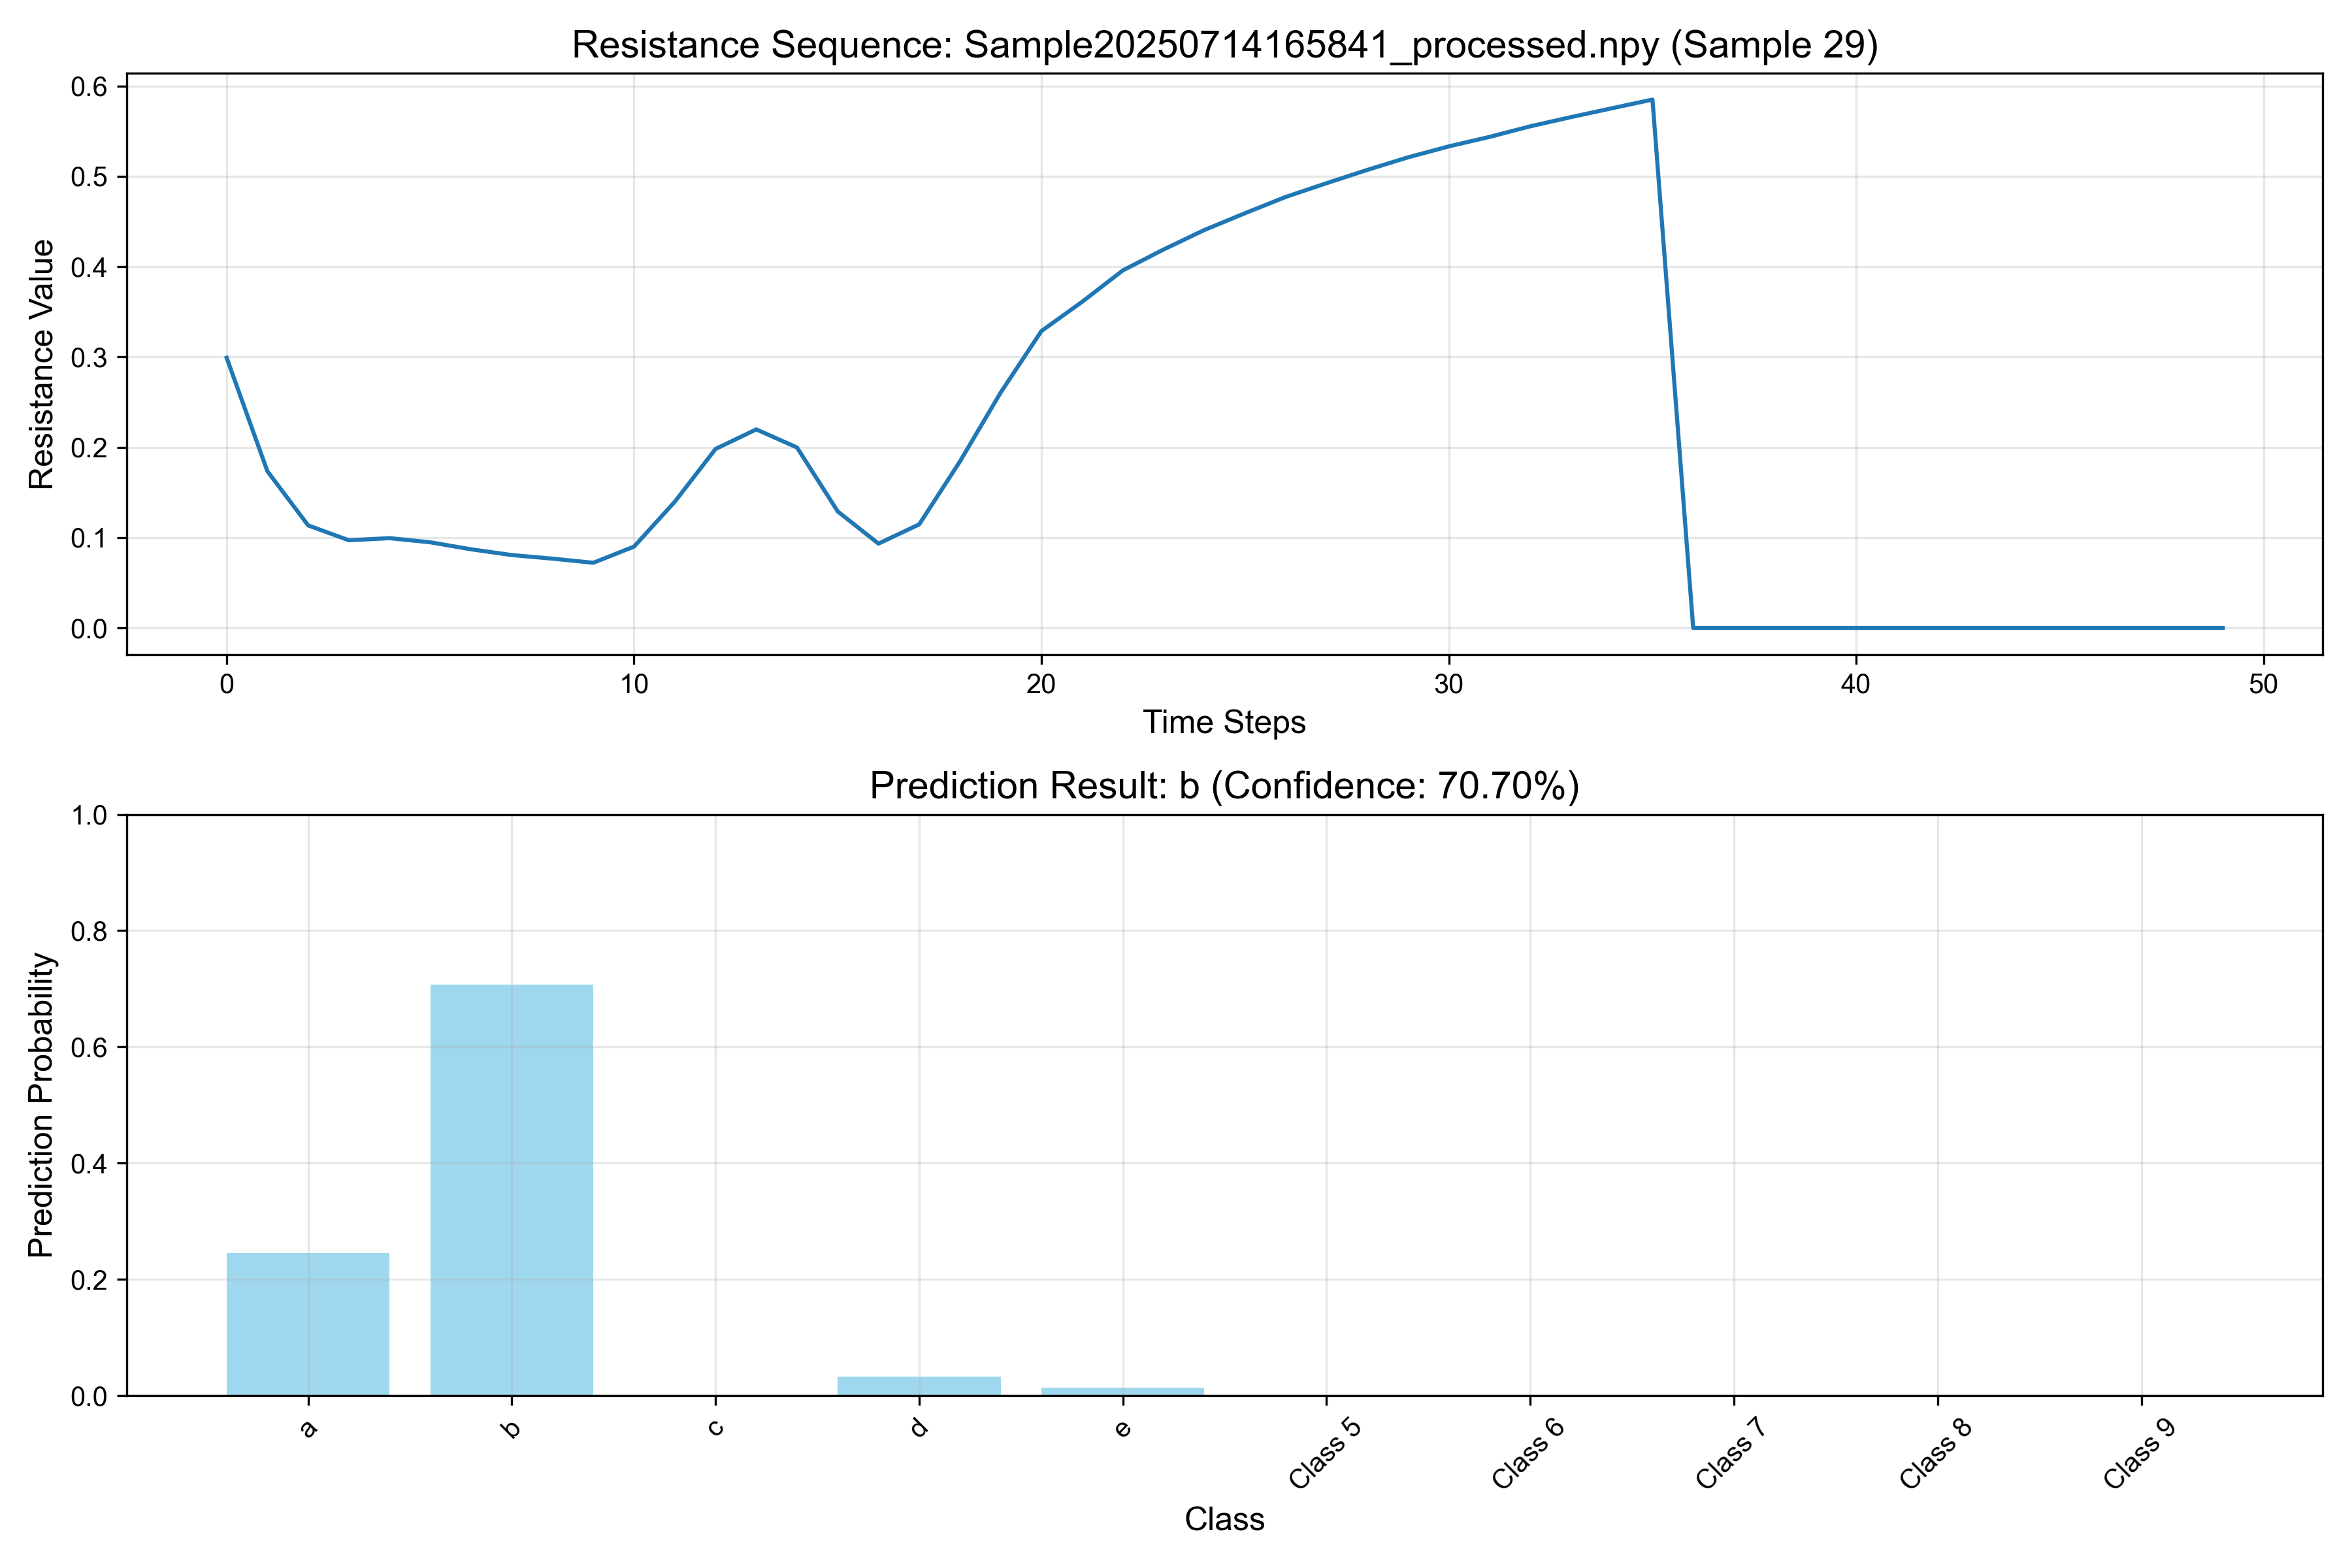 Resistance Sequence: Sample20250714165841_processed.npy (Sample 29)
0.6
0.5
0.4
0.3
0.2
0.1
0.0
Resistance Value
0 10 20 30 40 50
Time Steps
Prediction Result: b (Confidence: 70.70%)
1.0
0.8
0.6
0.4
0.2
0.0
Prediction Probability
a b c d e Class 5 Class 6 Class 7 Class 8 Class 9
Class